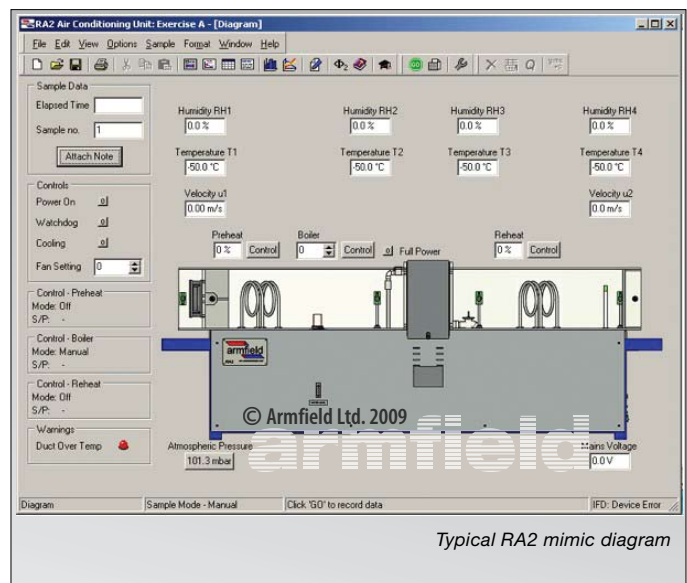 RA2 Air Conditioning Unit: Exercise A - [Diagram]
File Edit View Options Sample Format Window Help
GO
Sample Data
Elapsed Time
Sample no. 1
Attach Note
Humidity RH1
0.0 %
Humidity RH2
0.0 %
Humidity RH3
0.0 %
Humidity RH4
0.0 %
Temperature T1
-50.0 °C
Temperature T2
-50.0 °C
Temperature T3
-50.0 °C
Temperature T4
-50.0 °C
Controls
Power On 0
Watchdog 0
Cooling 0
Fan Setting 0
Velocity u1
0.00 m/s
Velocity u2
0.0 m/s
Preheat
0 % Control
Boiler
0 Control
0 Full Power
Reheat
0 % Control
Control - Preheat
Mode: Off
S/P: -
Control - Boiler
Mode: Manual
S/P: -
Control - Reheat
Mode: Off
S/P: -
armfield
RA2
© Armfield Ltd. 2009
armfield
Warnings
Duct Over Temp
Atmospheric Pressure
101.3 mbar
Mains Voltage
0.0 V
Diagram Sample Mode - Manual Click 'GO' to record data IFD: Device Error
Typical RA2 mimic diagram